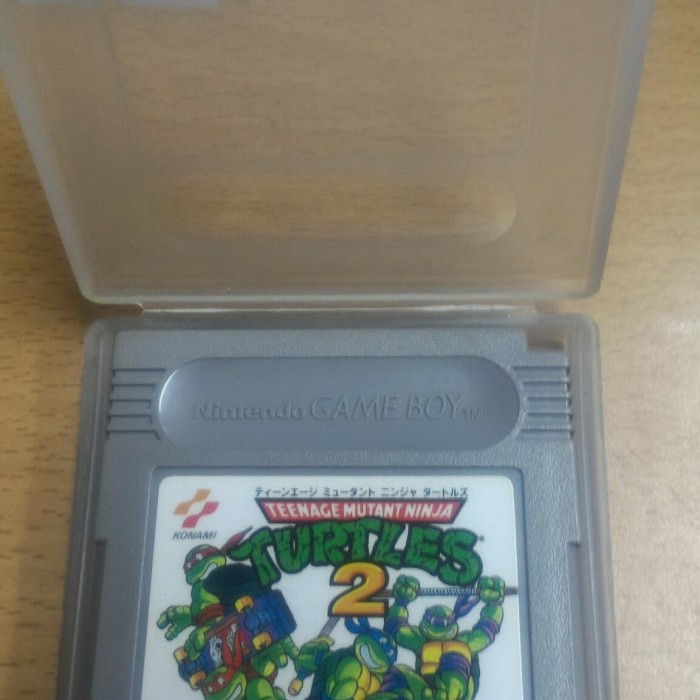 Nintendo GAME BOY TM
ティーンエージ ミュータント ニンジャ タートルズ
KONAMI
TEENAGE MUTANT NINJA
TURTLES
2